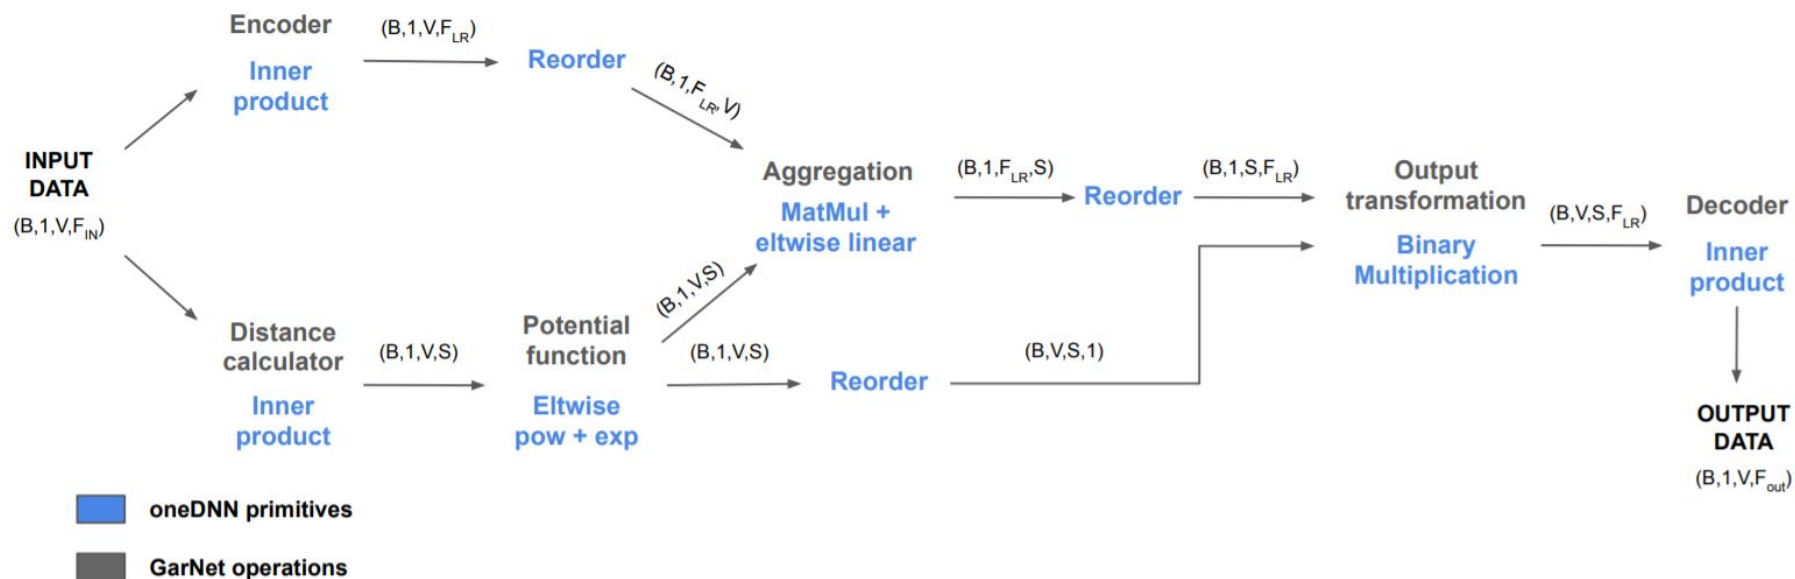 Encoder
Inner
product
(B,1,V,F_LR)
Reorder
(B,1,F_LR,V)
INPUT
DATA
(B,1,V,F_IN)
Distance
calculator
Inner
product
(B,1,V,S)
Potential
function
Eltwise
pow + exp
(B,1,V,S)
(B,1,V,S)
Reorder
(B,V,S,1)
Aggregation
MatMul +
eltwise linear
(B,1,F_LR,S)
Reorder
(B,1,S,F_LR)
Output
transformation
Binary
Multiplication
(B,V,S,F_LR)
Decoder
Inner
product
OUTPUT
DATA
(B,1,V,F_out)
oneDNN primitives
GarNet operations